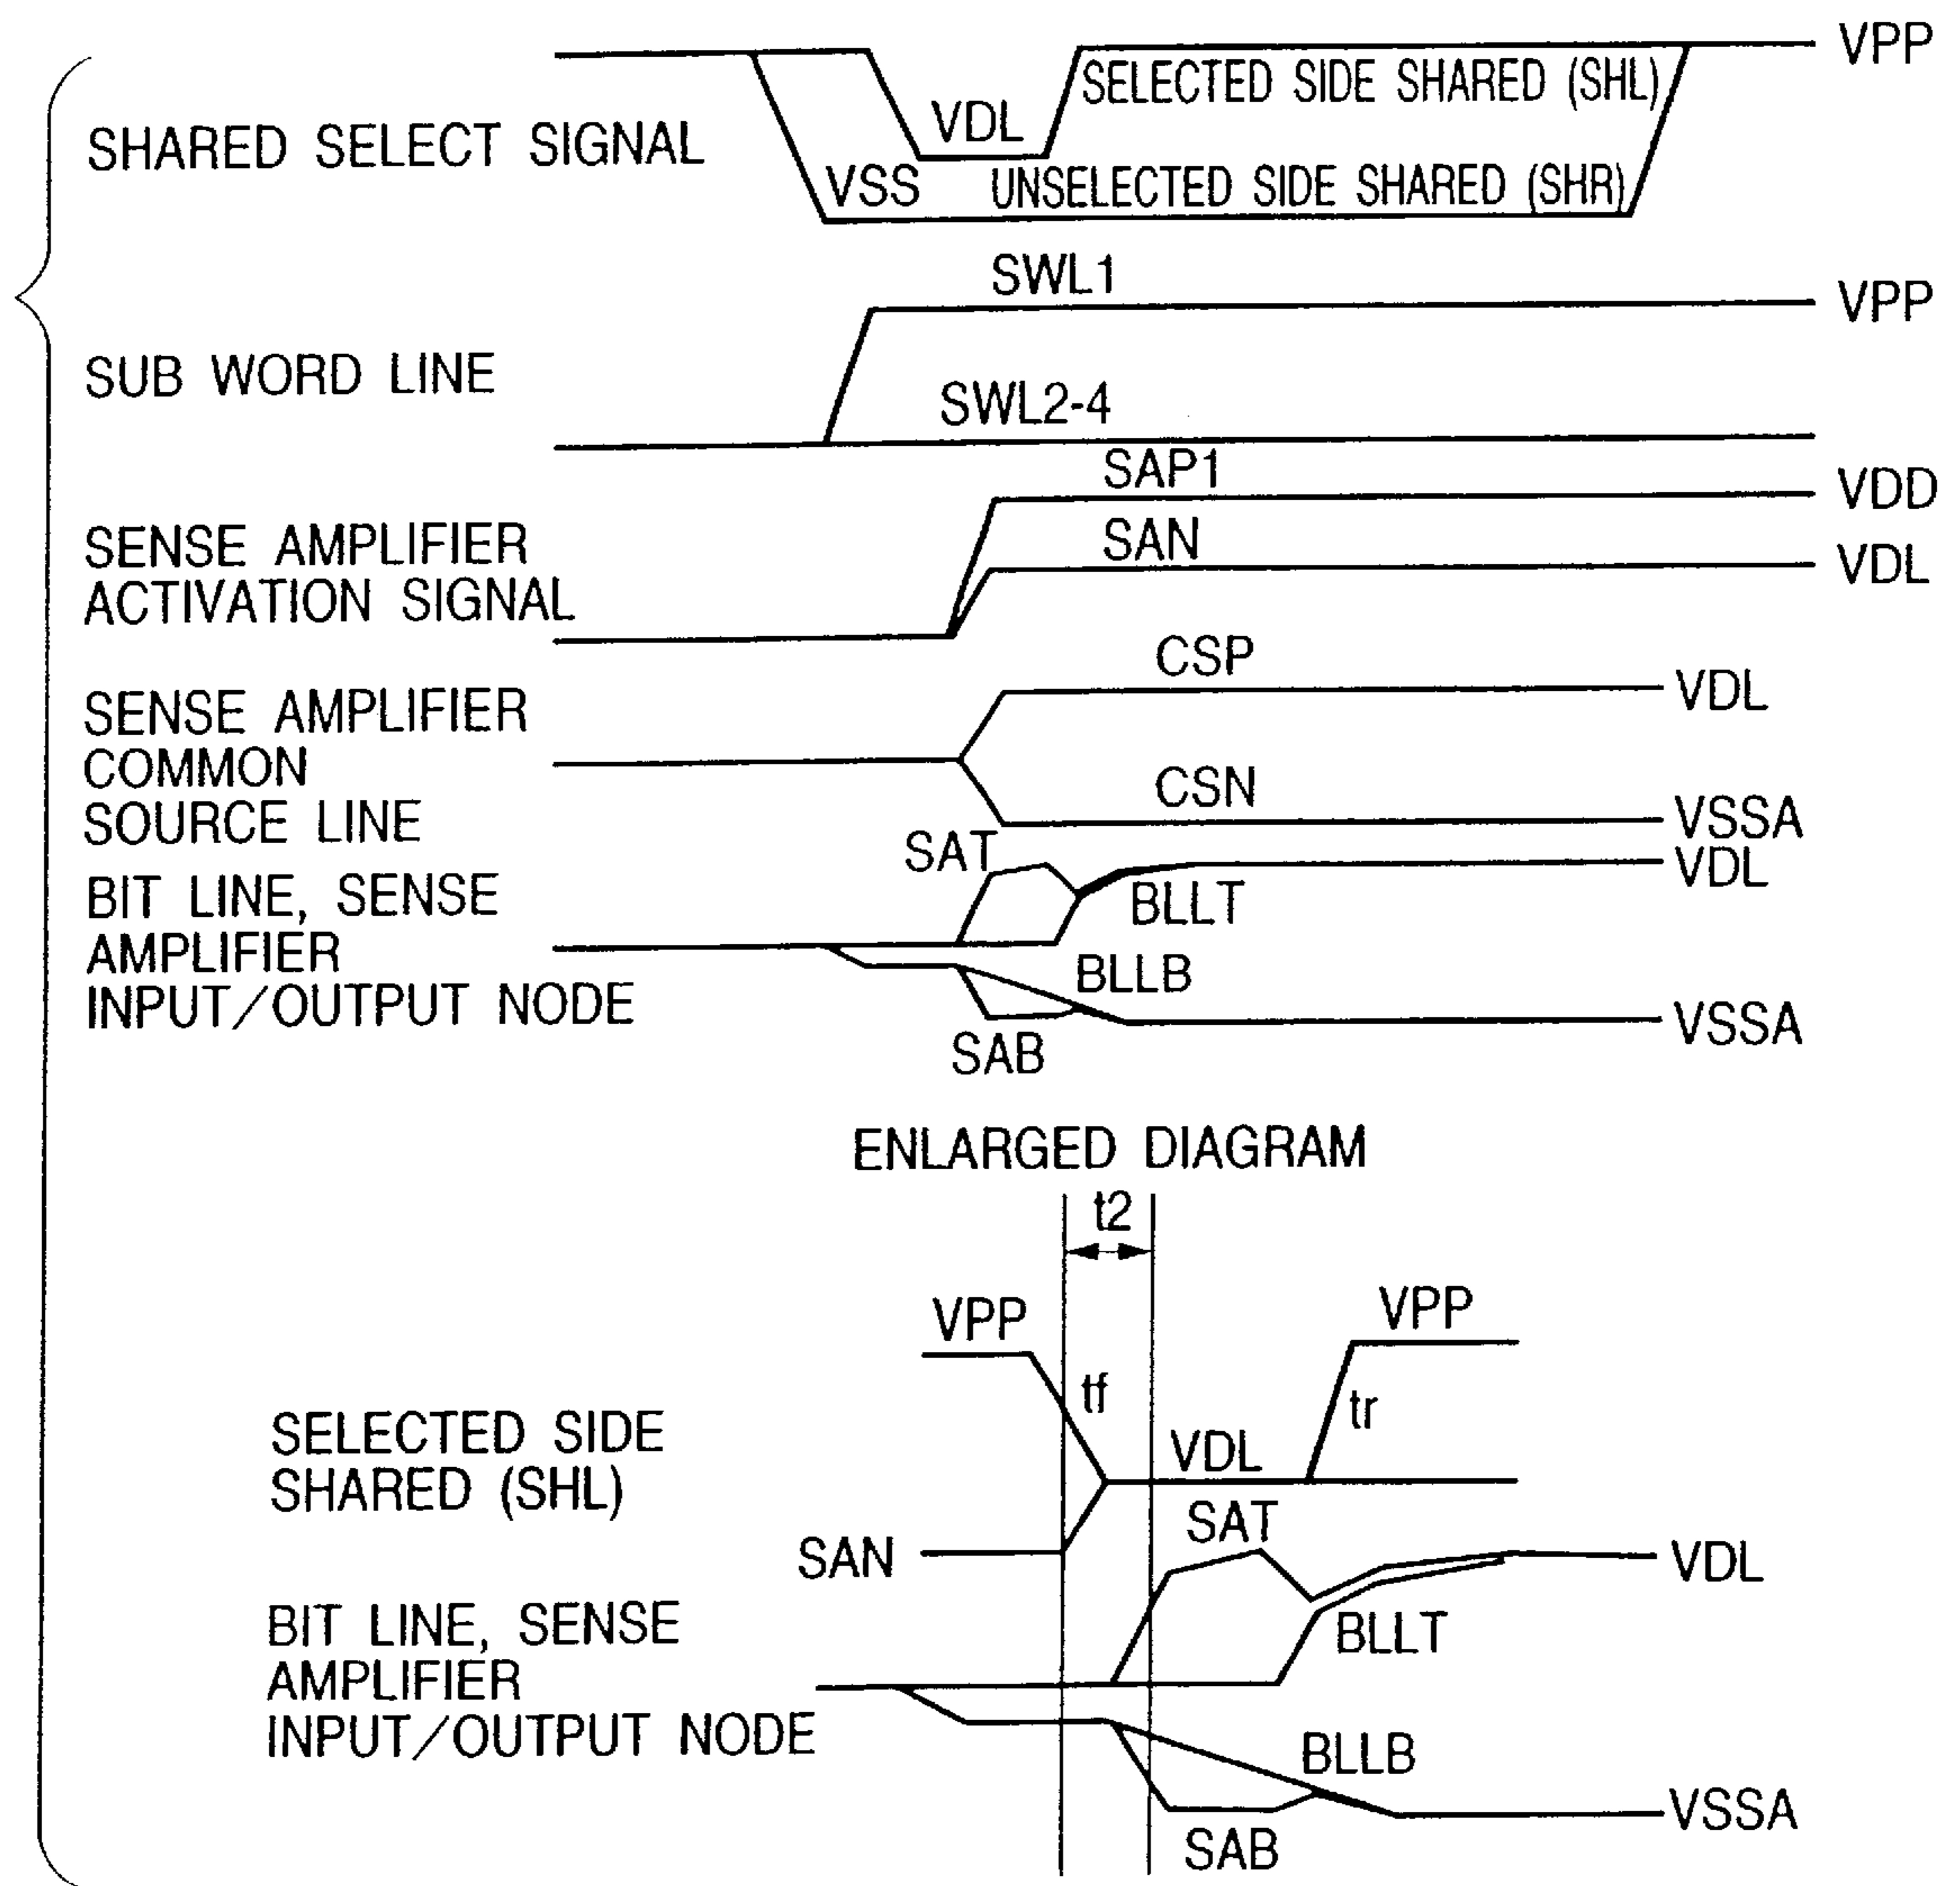 VPP
SELECTED SIDE SHARED (SHL)
VDL
SHARED SELECT SIGNAL
VSS
UNSELECTED SIDE SHARED (SHR)
SWL1
VPP
SUB WORD LINE
SWL2-4
SAP1
VDD
SENSE AMPLIFIER
ACTIVATION SIGNAL
SAN
VDL
CSP
VDL
SENSE AMPLIFIER
COMMON
SOURCE LINE
CSN
VSSA
SAT
VDL
BIT LINE, SENSE
AMPLIFIER
INPUT/OUTPUT NODE
BLLT
BLLB
VSSA
SAB
ENLARGED DIAGRAM
t2
VPP
VPP
tf
tr
SELECTED SIDE
SHARED (SHL)
VDL
SAT
SAN
VDL
BIT LINE, SENSE
AMPLIFIER
INPUT/OUTPUT NODE
BLLT
BLLB
VSSA
SAB